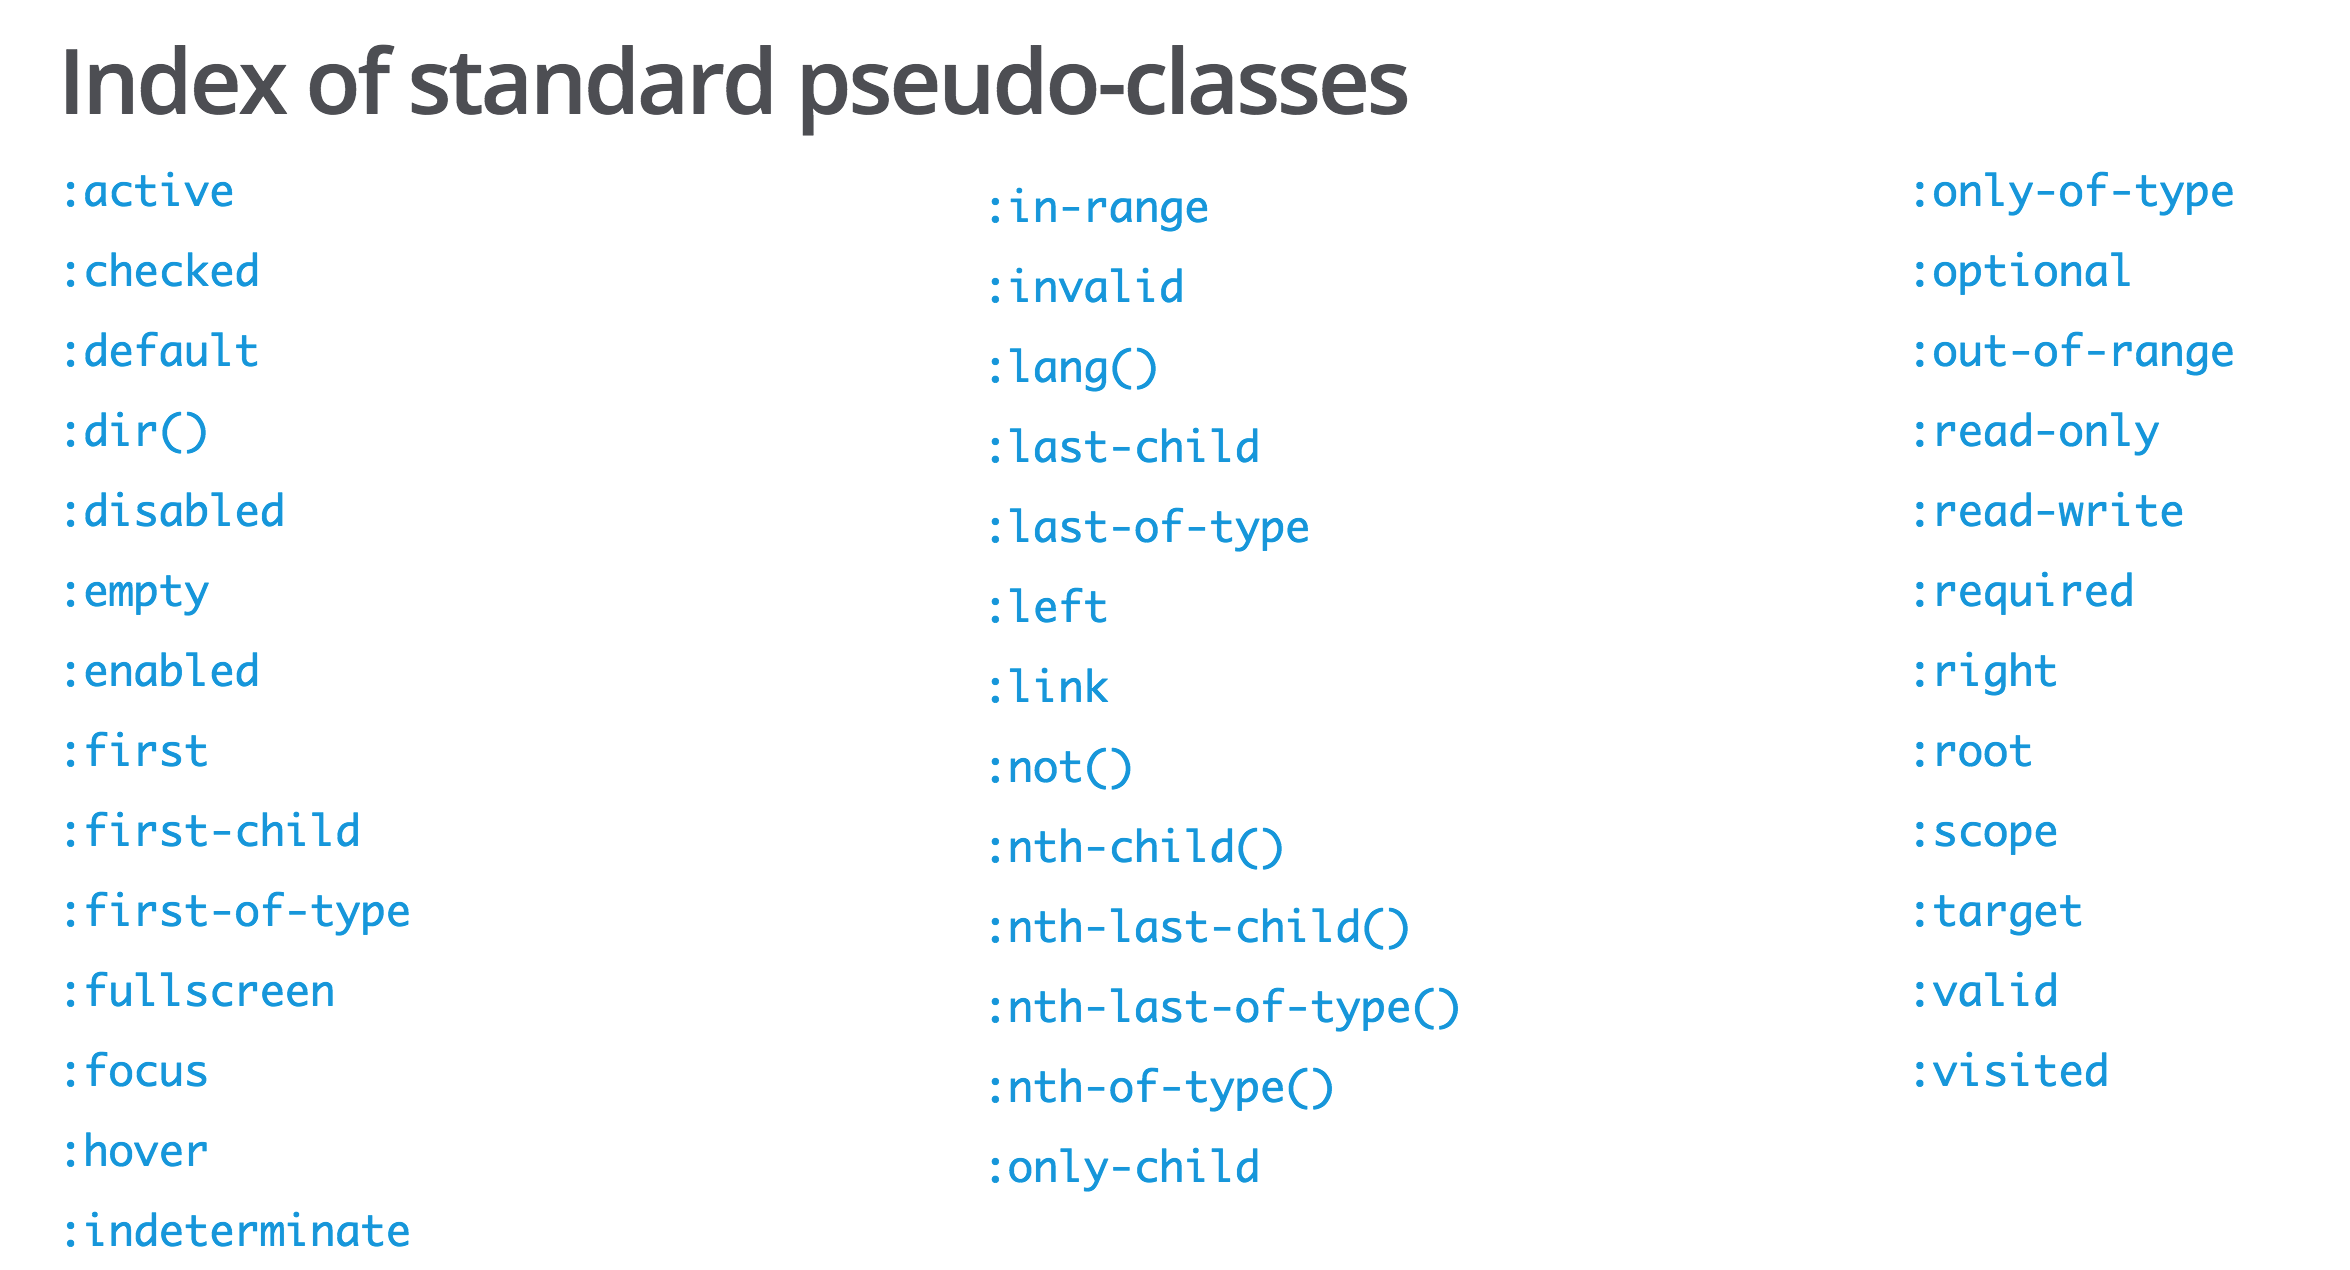 Index of standard pseudo-classes
:active
:checked
:default
:dir()
:disabled
:empty
:enabled
:first
:first-child
:first-of-type
:fullscreen
:focus
:hover
:indeterminate
:in-range
:invalid
:lang()
:last-child
:last-of-type
:left
:link
:not()
:nth-child()
:nth-last-child()
:nth-last-of-type()
:nth-of-type()
:only-child
:only-of-type
:optional
:out-of-range
:read-only
:read-write
:required
:right
:root
:scope
:target
:valid
:visited